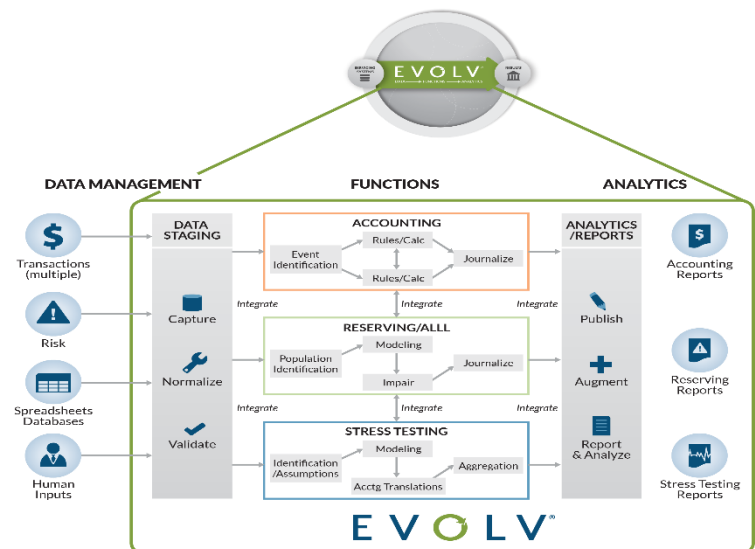 EVOLV
DATA MANAGEMENT
FUNCTIONS
ANALYTICS
DATA
STAGING
Capture
Normalize
Validate
Transactions
(multiple)
Risk
Spreadsheets
Databases
Human
Inputs
Integrate
Integrate
ACCOUNTING
Event
Identification
Rules/Calc
Rules/Calc
Journalize
Integrate
RESERVING/ALLL
Population
Identification
Modeling
Impair
Journalize
Integrate
STRESS TESTING
Identification
/Assumptions
Modeling
Acctg Translations
Aggregation
Integrate
Integrate
ANALYTICS
/REPORTS
Publish
Augment
Report
& Analyze
Accounting
Reports
Reserving
Reports
Stress Testing
Reports
EVOLV®